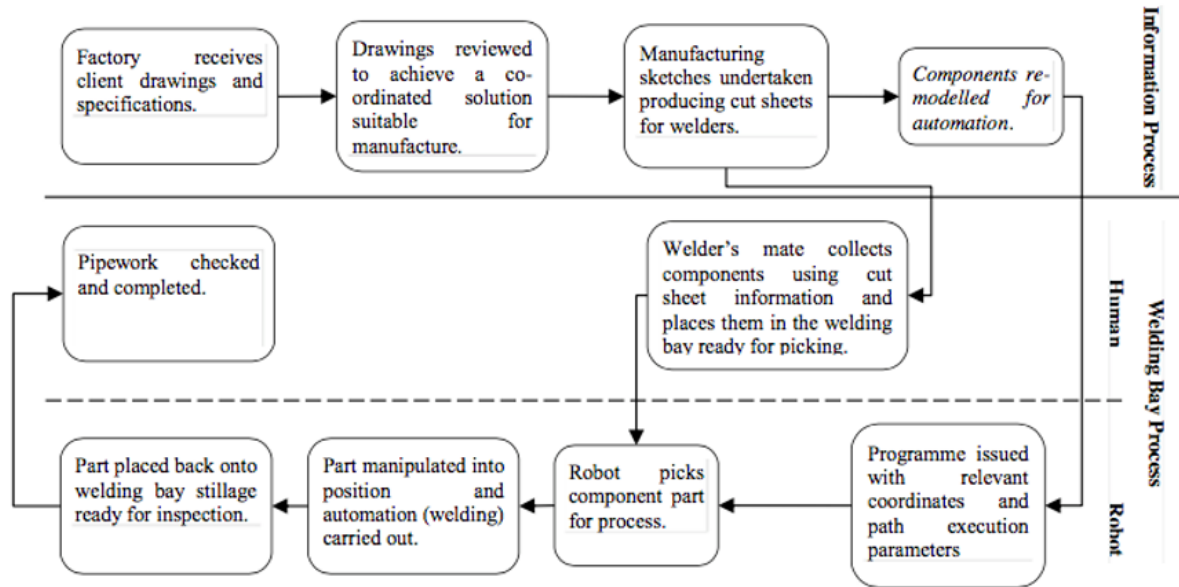 Factory receives
client drawings and
specifications.
Drawings reviewed
to achieve a co-
ordinated solution
suitable for
manufacture.
Manufacturing
sketches undertaken
producing cut sheets
for welders.
Components re-
modelled for
automation.
Information Process
Pipework checked
and completed.
Welder’s mate collects
components using cut
sheet information and
places them in the welding
bay ready for picking.
Human
Welding Bay Process
Part placed back onto
welding bay stillage
ready for inspection.
Part manipulated into
position and
automation (welding)
carried out.
Robot picks
component part
for process.
Programme issued
with relevant
coordinates and
path execution
parameters
Robot